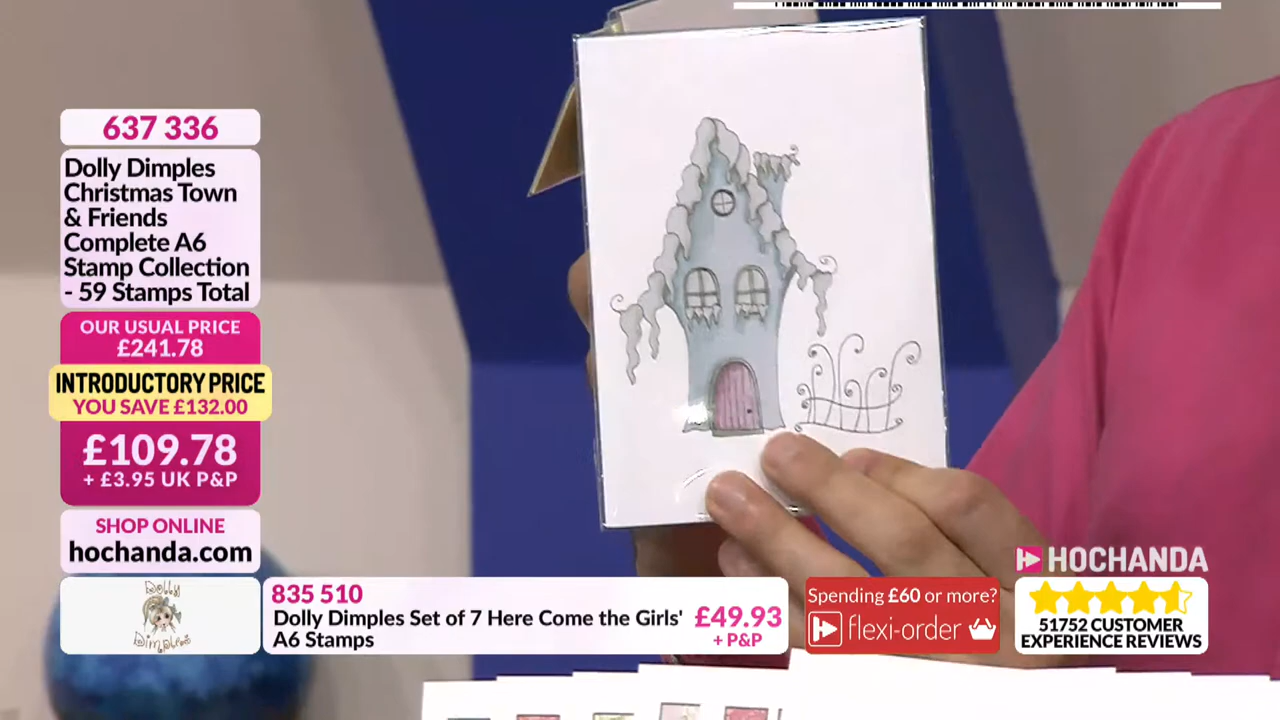 637 336
Dolly Dimples
Christmas Town
& Friends
Complete A6
Stamp Collection
- 59 Stamps Total
OUR USUAL PRICE
£241.78
INTRODUCTORY PRICE
YOU SAVE £132.00
£109.78
+ £3.95 UK P&P
SHOP ONLINE
hochanda.com
Dolly
Dimples
835 510
Dolly Dimples Set of 7 Here Come the Girls'
A6 Stamps
£49.93
+ P&P
Spending £60 or more?
flexi-order
HOCHANDA
51752 CUSTOMER
EXPERIENCE REVIEWS